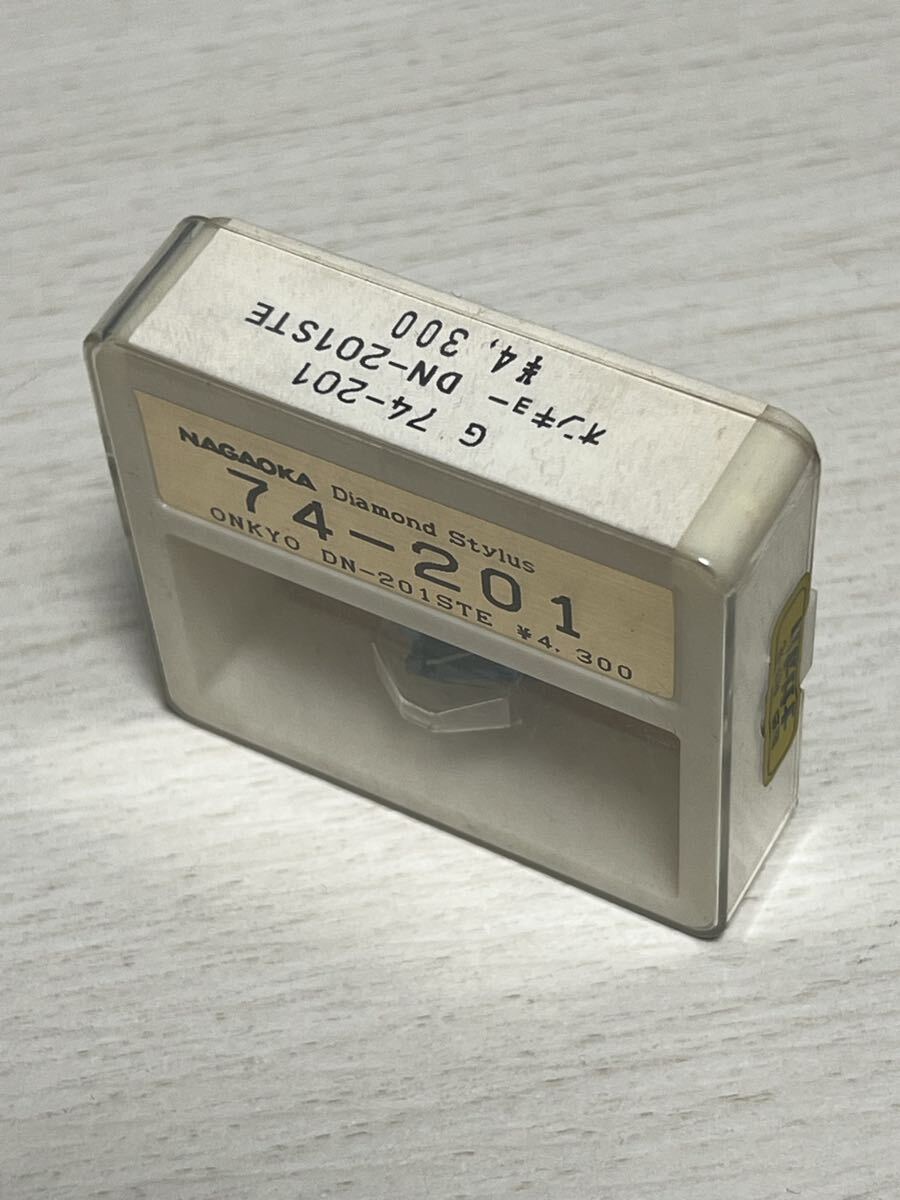 G 74-201
オンキョー DN-201STE
¥4,300
NAGAOKA Diamond Stylus
74-201
ONKYO DN-201STE ¥4,300